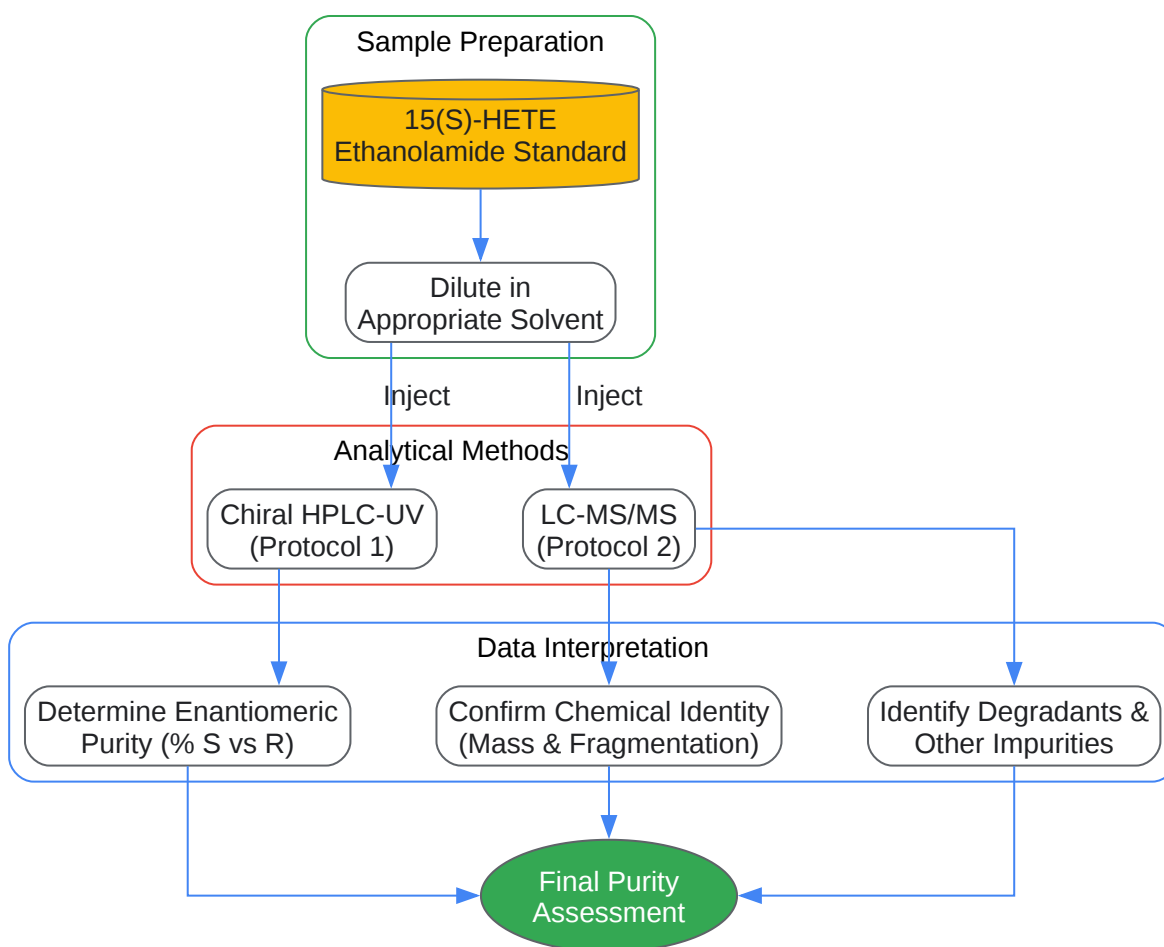 Sample Preparation
15(S)-HETE
Ethanolamide Standard
Dilute in
Appropriate Solvent
Inject
Inject
Analytical Methods
Chiral HPLC-UV
(Protocol 1)
LC-MS/MS
(Protocol 2)
Data Interpretation
Determine Enantiomeric
Purity (% S vs R)
Confirm Chemical Identity
(Mass & Fragmentation)
Identify Degradants &
Other Impurities
Final Purity
Assessment